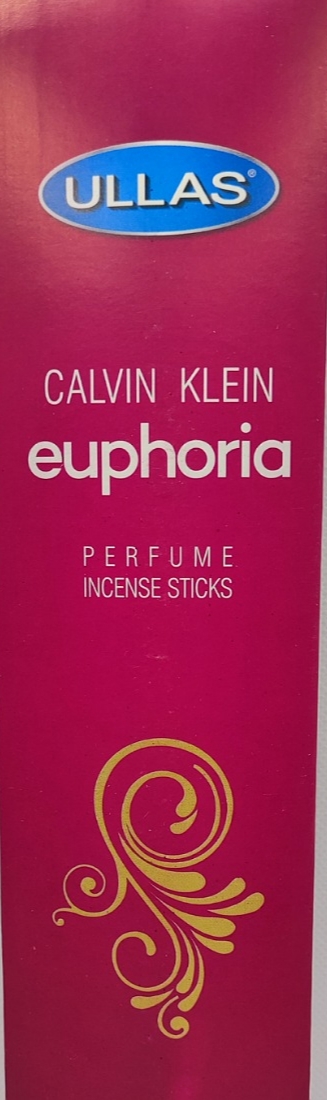 ULLAS®
CALVIN KLEIN
euphoria
PERFUME
INCENSE STICKS